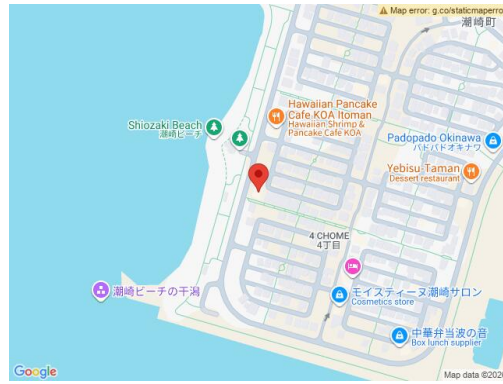 Map error: g.co/staticmaperro
潮崎町
Hawaiian Pancake
Cafe KOA Itoman
Hawaiian Shrimp &
Pancake Cafe KOA
Shiozaki Beach
潮崎ビーチ
Padopado Okinawa
パドパドオキナワ
Yebisu-Taman
Dessert restaurant
4 CHOME
4丁目
潮崎ビーチの干潟
モイスティーヌ潮崎サロン
Cosmetics store
中華弁当波の音
Box lunch supplier
Google
Map data ©2026